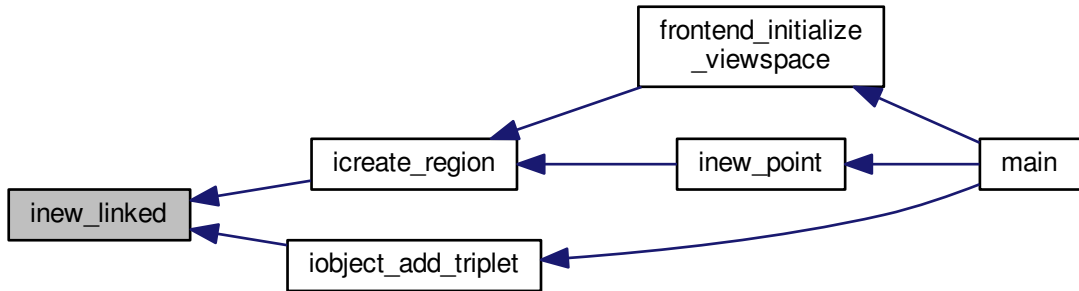 frontend_initialize
_viewspace
icreate_region
inew_point
main
inew_linked
iobject_add_triplet